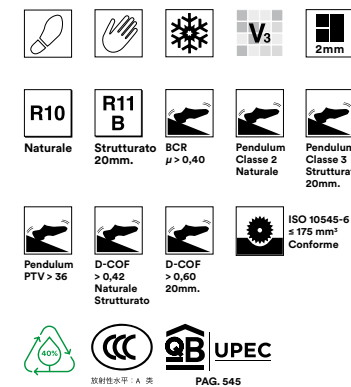 V3
2mm
R10
R11
B
Naturale
Strutturato
20mm.
BCR
µ > 0,40
Pendulum
Classe 2
Naturale
Pendulum
Classe 3
Struttura
20mm.
Pendulum
PTV > 36
D-COF
> 0,42
Naturale
Strutturato
D-COF
> 0,60
20mm.
ISO 10545-6
≤ 175 mm³
Conforme
40%
CCC
放射性水平：A 类
QB
UPEC
PAG. 545